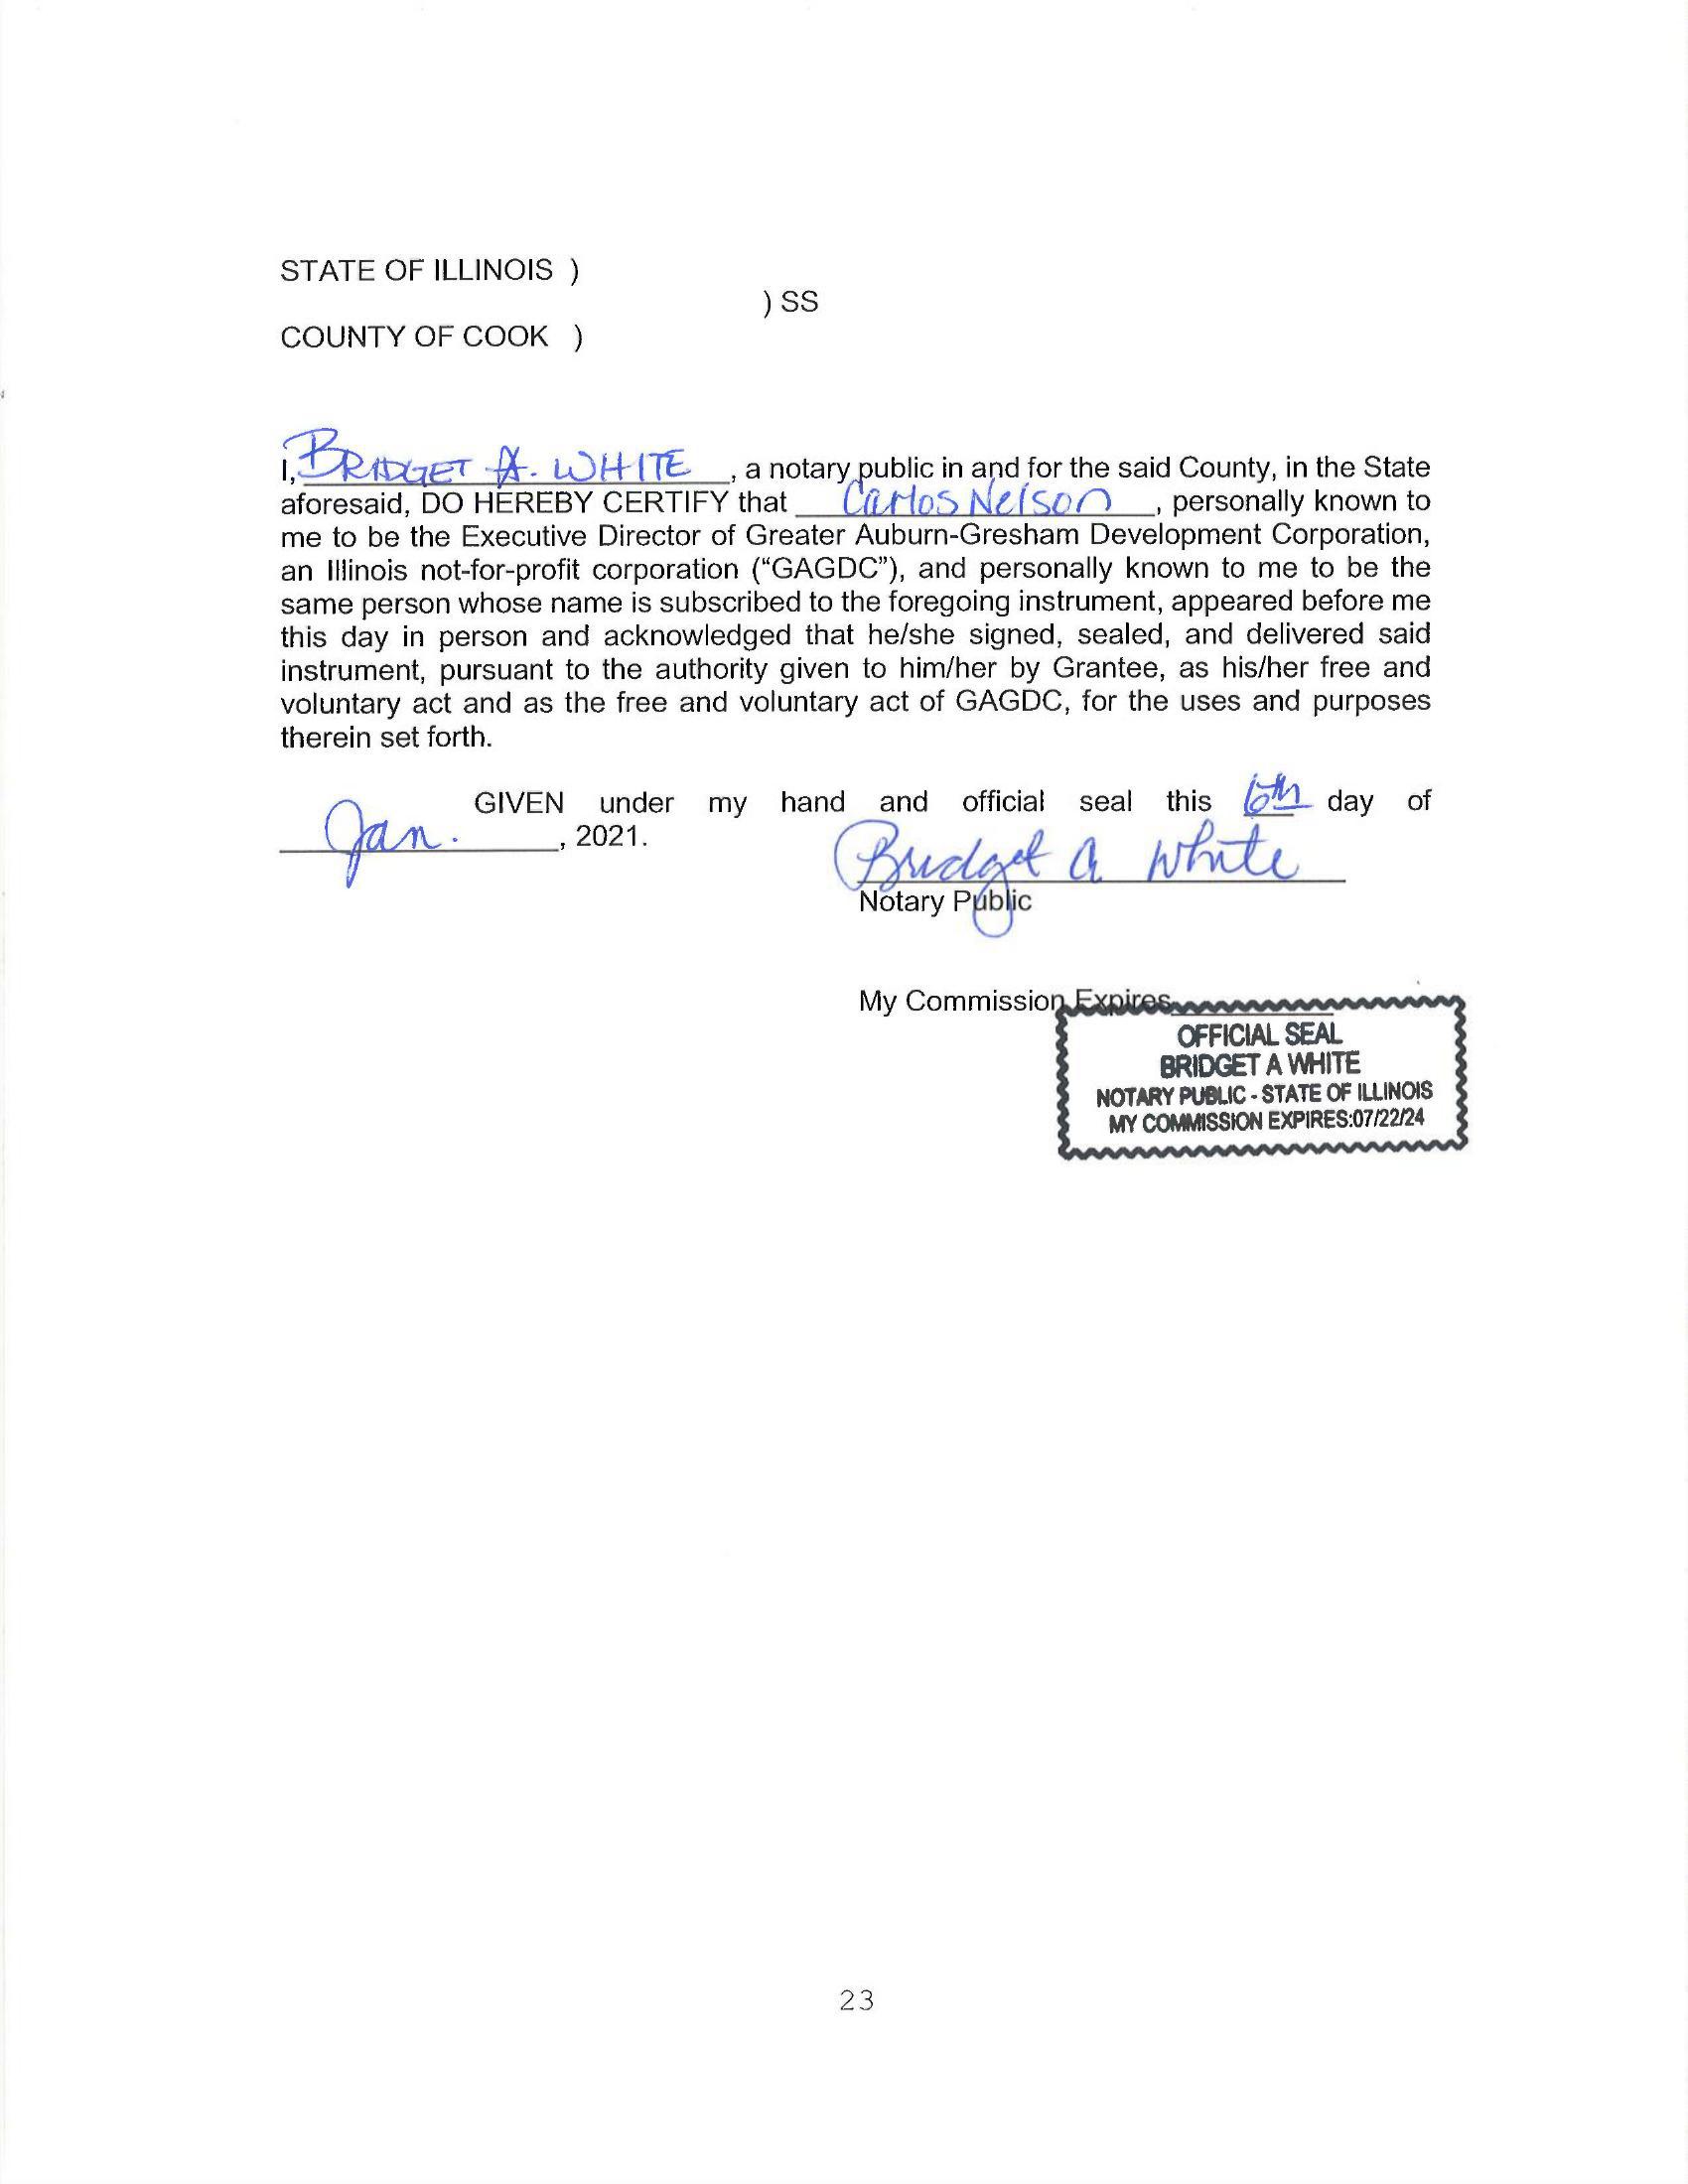 STATE OF ILLINOIS )
) SS
COUNTY OF COOK )
I, BRIDGET A. WHITE, a notary public in and for the said County, in the State
aforesaid, DO HEREBY CERTIFY that Carlos Nelson, personally known to
me to be the Executive Director of Greater Auburn-Gresham Development Corporation,
an Illinois not-for-profit corporation (“GAGDC”), and personally known to me to be the
same person whose name is subscribed to the foregoing instrument, appeared before me
this day in person and acknowledged that he/she signed, sealed, and delivered said
instrument, pursuant to the authority given to him/her by Grantee, as his/her free and
voluntary act and as the free and voluntary act of GAGDC, for the uses and purposes
therein set forth.
GIVEN under my hand and official seal this 6th day of
Jan., 2021.
Bridget A White
Notary Public
My Commission Expires
OFFICIAL SEAL
BRIDGET A WHITE
NOTARY PUBLIC - STATE OF ILLINOIS
MY COMMISSION EXPIRES:07/22/24
23